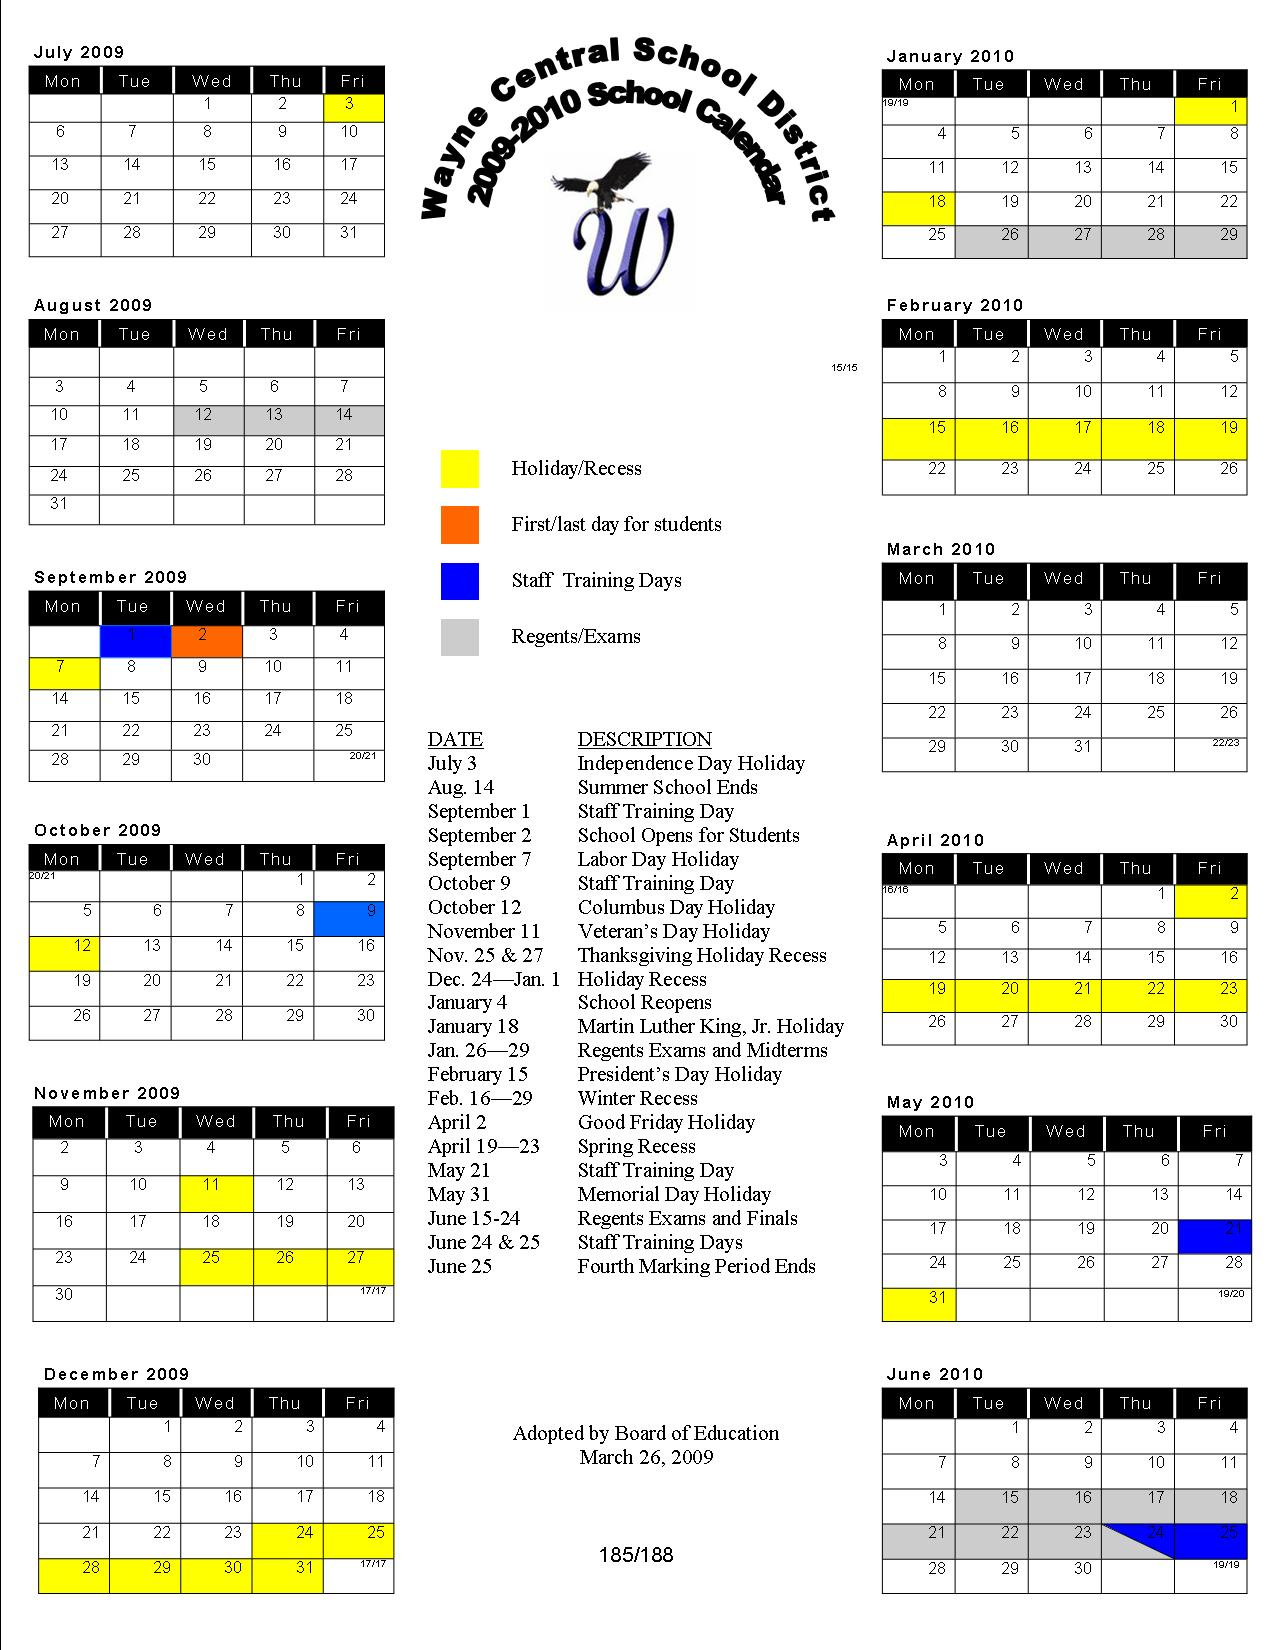 Wayne Central School District
2009-2010 School Calendar
W
July 2009
Mon Tue Wed Thu Fri
1 2 3
6 7 8 9 10
13 14 15 16 17
20 21 22 23 24
27 28 29 30 31
August 2009
Mon Tue Wed Thu Fri
3 4 5 6 7
10 11 12 13 14
17 18 19 20 21
24 25 26 27 28
31
September 2009
Mon Tue Wed Thu Fri
1 2 3 4
7 8 9 10 11
14 15 16 17 18
21 22 23 24 25
28 29 30 20/21
October 2009
Mon Tue Wed Thu Fri
20/21 1 2
5 6 7 8 9
12 13 14 15 16
19 20 21 22 23
26 27 28 29 30
November 2009
Mon Tue Wed Thu Fri
2 3 4 5 6
9 10 11 12 13
16 17 18 19 20
23 24 25 26 27
30 17/17
December 2009
Mon Tue Wed Thu Fri
1 2 3 4
7 8 9 10 11
14 15 16 17 18
21 22 23 24 25
28 29 30 31 17/17
15/15
Holiday/Recess
First/last day for students
Staff Training Days
Regents/Exams
DATE DESCRIPTION
July 3 Independence Day Holiday
Aug. 14 Summer School Ends
September 1 Staff Training Day
September 2 School Opens for Students
September 7 Labor Day Holiday
October 9 Staff Training Day
October 12 Columbus Day Holiday
November 11 Veteran's Day Holiday
Nov. 25 & 27 Thanksgiving Holiday Recess
Dec. 24—Jan. 1 Holiday Recess
January 4 School Reopens
January 18 Martin Luther King, Jr. Holiday
Jan. 26—29 Regents Exams and Midterms
February 15 President's Day Holiday
Feb. 16—29 Winter Recess
April 2 Good Friday Holiday
April 19—23 Spring Recess
May 21 Staff Training Day
May 31 Memorial Day Holiday
June 15-24 Regents Exams and Finals
June 24 & 25 Staff Training Days
June 25 Fourth Marking Period Ends
Adopted by Board of Education
March 26, 2009
185/188
January 2010
Mon Tue Wed Thu Fri
19/19 1
4 5 6 7 8
11 12 13 14 15
18 19 20 21 22
25 26 27 28 29
February 2010
Mon Tue Wed Thu Fri
1 2 3 4 5
8 9 10 11 12
15 16 17 18 19
22 23 24 25 26
March 2010
Mon Tue Wed Thu Fri
1 2 3 4 5
8 9 10 11 12
15 16 17 18 19
22 23 24 25 26
29 30 31 22/23
April 2010
Mon Tue Wed Thu Fri
16/16 1 2
5 6 7 8 9
12 13 14 15 16
19 20 21 22 23
26 27 28 29 30
May 2010
Mon Tue Wed Thu Fri
3 4 5 6 7
10 11 12 13 14
17 18 19 20 21
24 25 26 27 28
31 19/20
June 2010
Mon Tue Wed Thu Fri
1 2 3 4
7 8 9 10 11
14 15 16 17 18
21 22 23 24 25
28 29 30 19/19